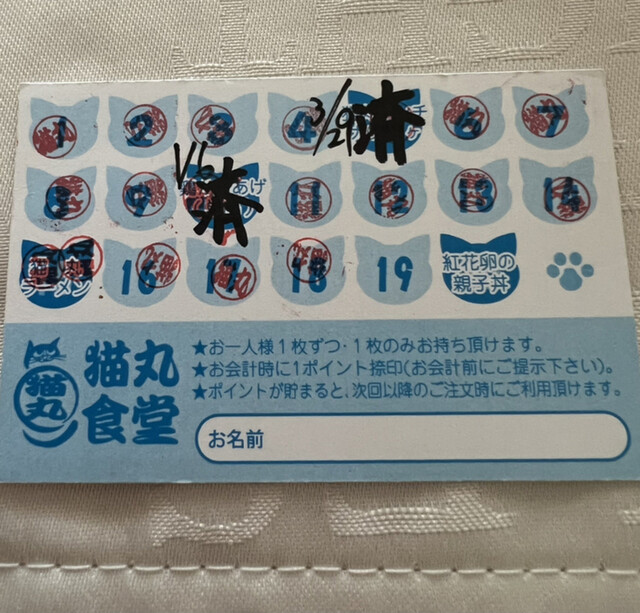 1 2 3 4 3/29 済 6 7
8 9 1/6 済 あげ 11 12 13 14
ラーメン 16 17 18 19 紅花卵の親子丼
猫丸
猫丸食堂
★お一人様1枚ずつ・1枚のみお持ち頂けます。
★お会計時に1ポイント捺印(お会計前にご提示下さい)。
★ポイントが貯まると、次回以降のご注文時にご利用頂けます。
お名前